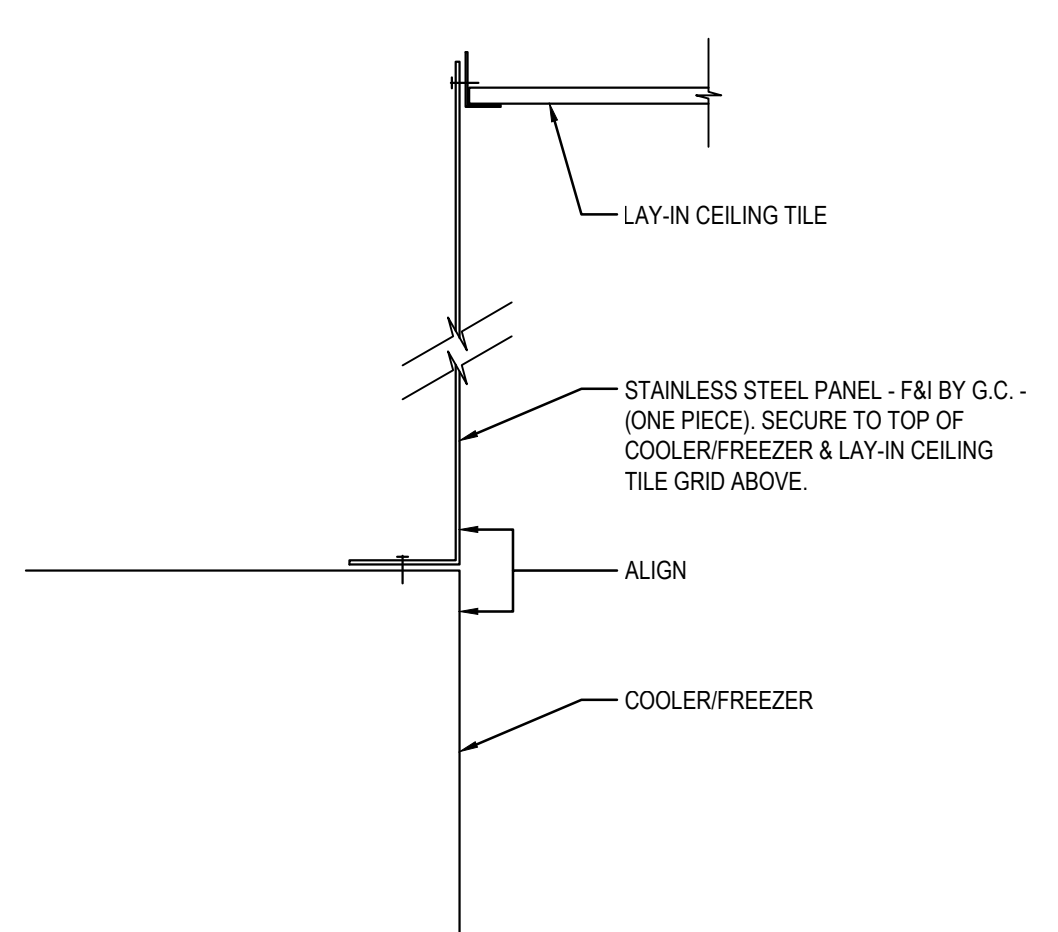 LAY-IN CEILING TILE
STAINLESS STEEL PANEL - F&I BY G.C. -
(ONE PIECE). SECURE TO TOP OF
COOLER/FREEZER & LAY-IN CEILING
TILE GRID ABOVE.
ALIGN
COOLER/FREEZER